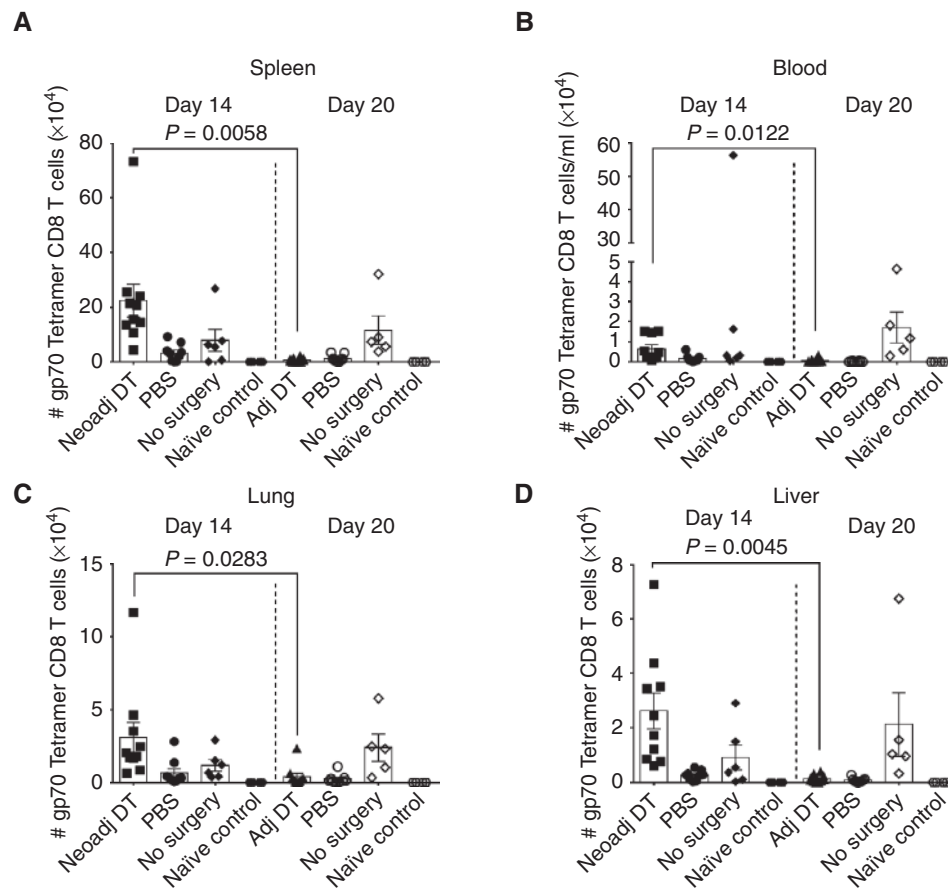 A
Spleen
Day 14
Day 20
P = 0.0058
# gp70 Tetramer CD8 T cells (×10⁴)
80
60
40
20
0
Neoadj DT
PBS
No surgery
Naïve control
Adj DT
PBS
No surgery
Naïve control
B
Blood
Day 14
Day 20
P = 0.0122
# gp70 Tetramer CD8 T cells/ml (×10⁴)
60
50
40
30
5
4
3
2
1
0
Neoadj DT
PBS
No surgery
Naïve control
Adj DT
PBS
No surgery
Naïve control
C
Lung
Day 14
Day 20
P = 0.0283
# gp70 Tetramer CD8 T cells (×10⁴)
15
10
5
0
Neoadj DT
PBS
No surgery
Naïve control
Adj DT
PBS
No surgery
Naïve control
D
Liver
Day 14
Day 20
P = 0.0045
# gp70 Tetramer CD8 T cells (×10⁴)
8
6
4
2
0
Neoadj DT
PBS
No surgery
Naïve control
Adj DT
PBS
No surgery
Naïve control